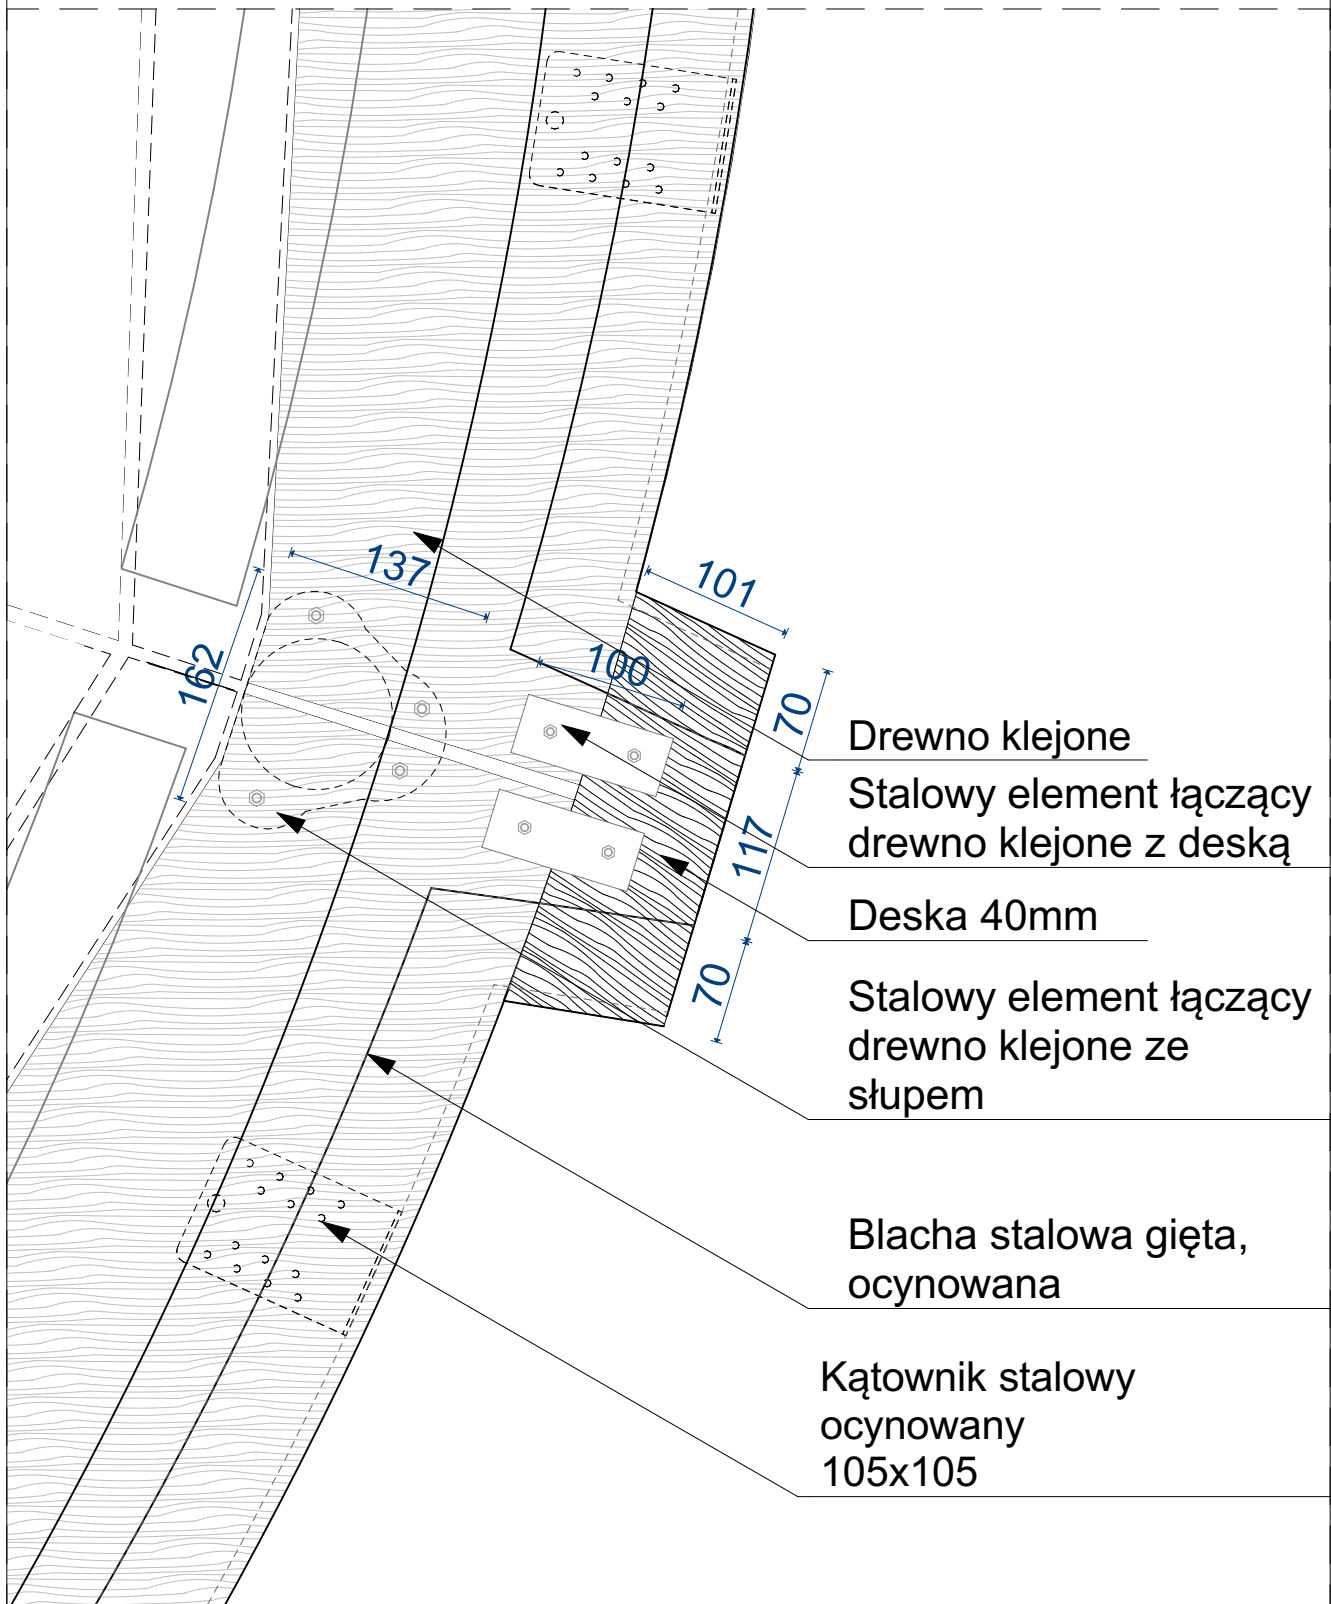 137
101
162
100
70
Drewno klejone
Stalowy element łączący
drewno klejone z deską
117
Deska 40mm
70
Stalowy element łączący
drewno klejone ze
słupem
Blacha stalowa gięta,
ocynowana
Kątownik stalowy
ocynowany
105x105